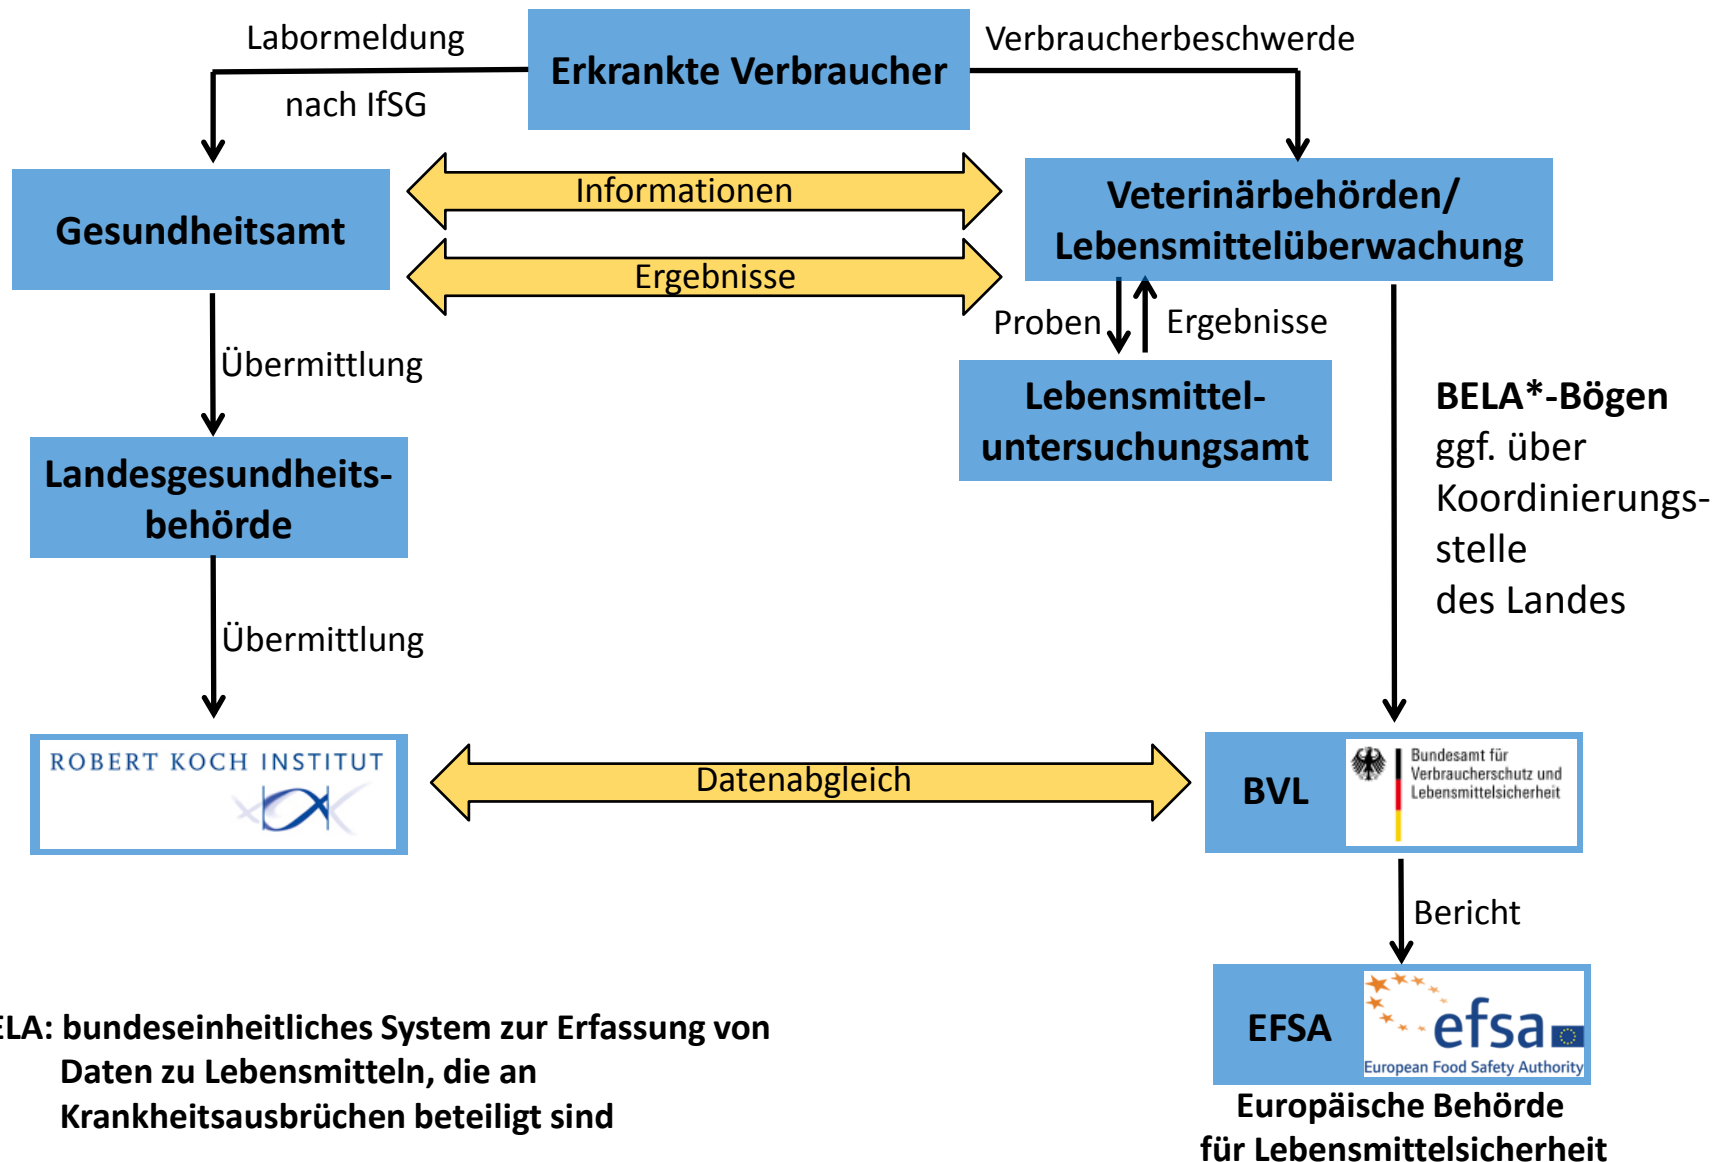 Labormeldung
nach IfSG
Erkrankte Verbraucher
Verbraucherbeschwerde
Gesundheitsamt
Informationen
Ergebnisse
Veterinärbehörden/
Lebensmittelüberwachung
Proben
Ergebnisse
Übermittlung
Lebensmittel-
untersuchungsamt
BELA*-Bögen
ggf. über
Koordinierungs-
stelle
des Landes
Landesgesundheits-
behörde
Übermittlung
ROBERT KOCH INSTITUT
Datenabgleich
BVL
Bundesamt für
Verbraucherschutz und
Lebensmittelsicherheit
Bericht
EFSA
efsa
European Food Safety Authority
Europäische Behörde
für Lebensmittelsicherheit
ELA: bundeseinheitliches System zur Erfassung von
Daten zu Lebensmitteln, die an
Krankheitsausbrüchen beteiligt sind